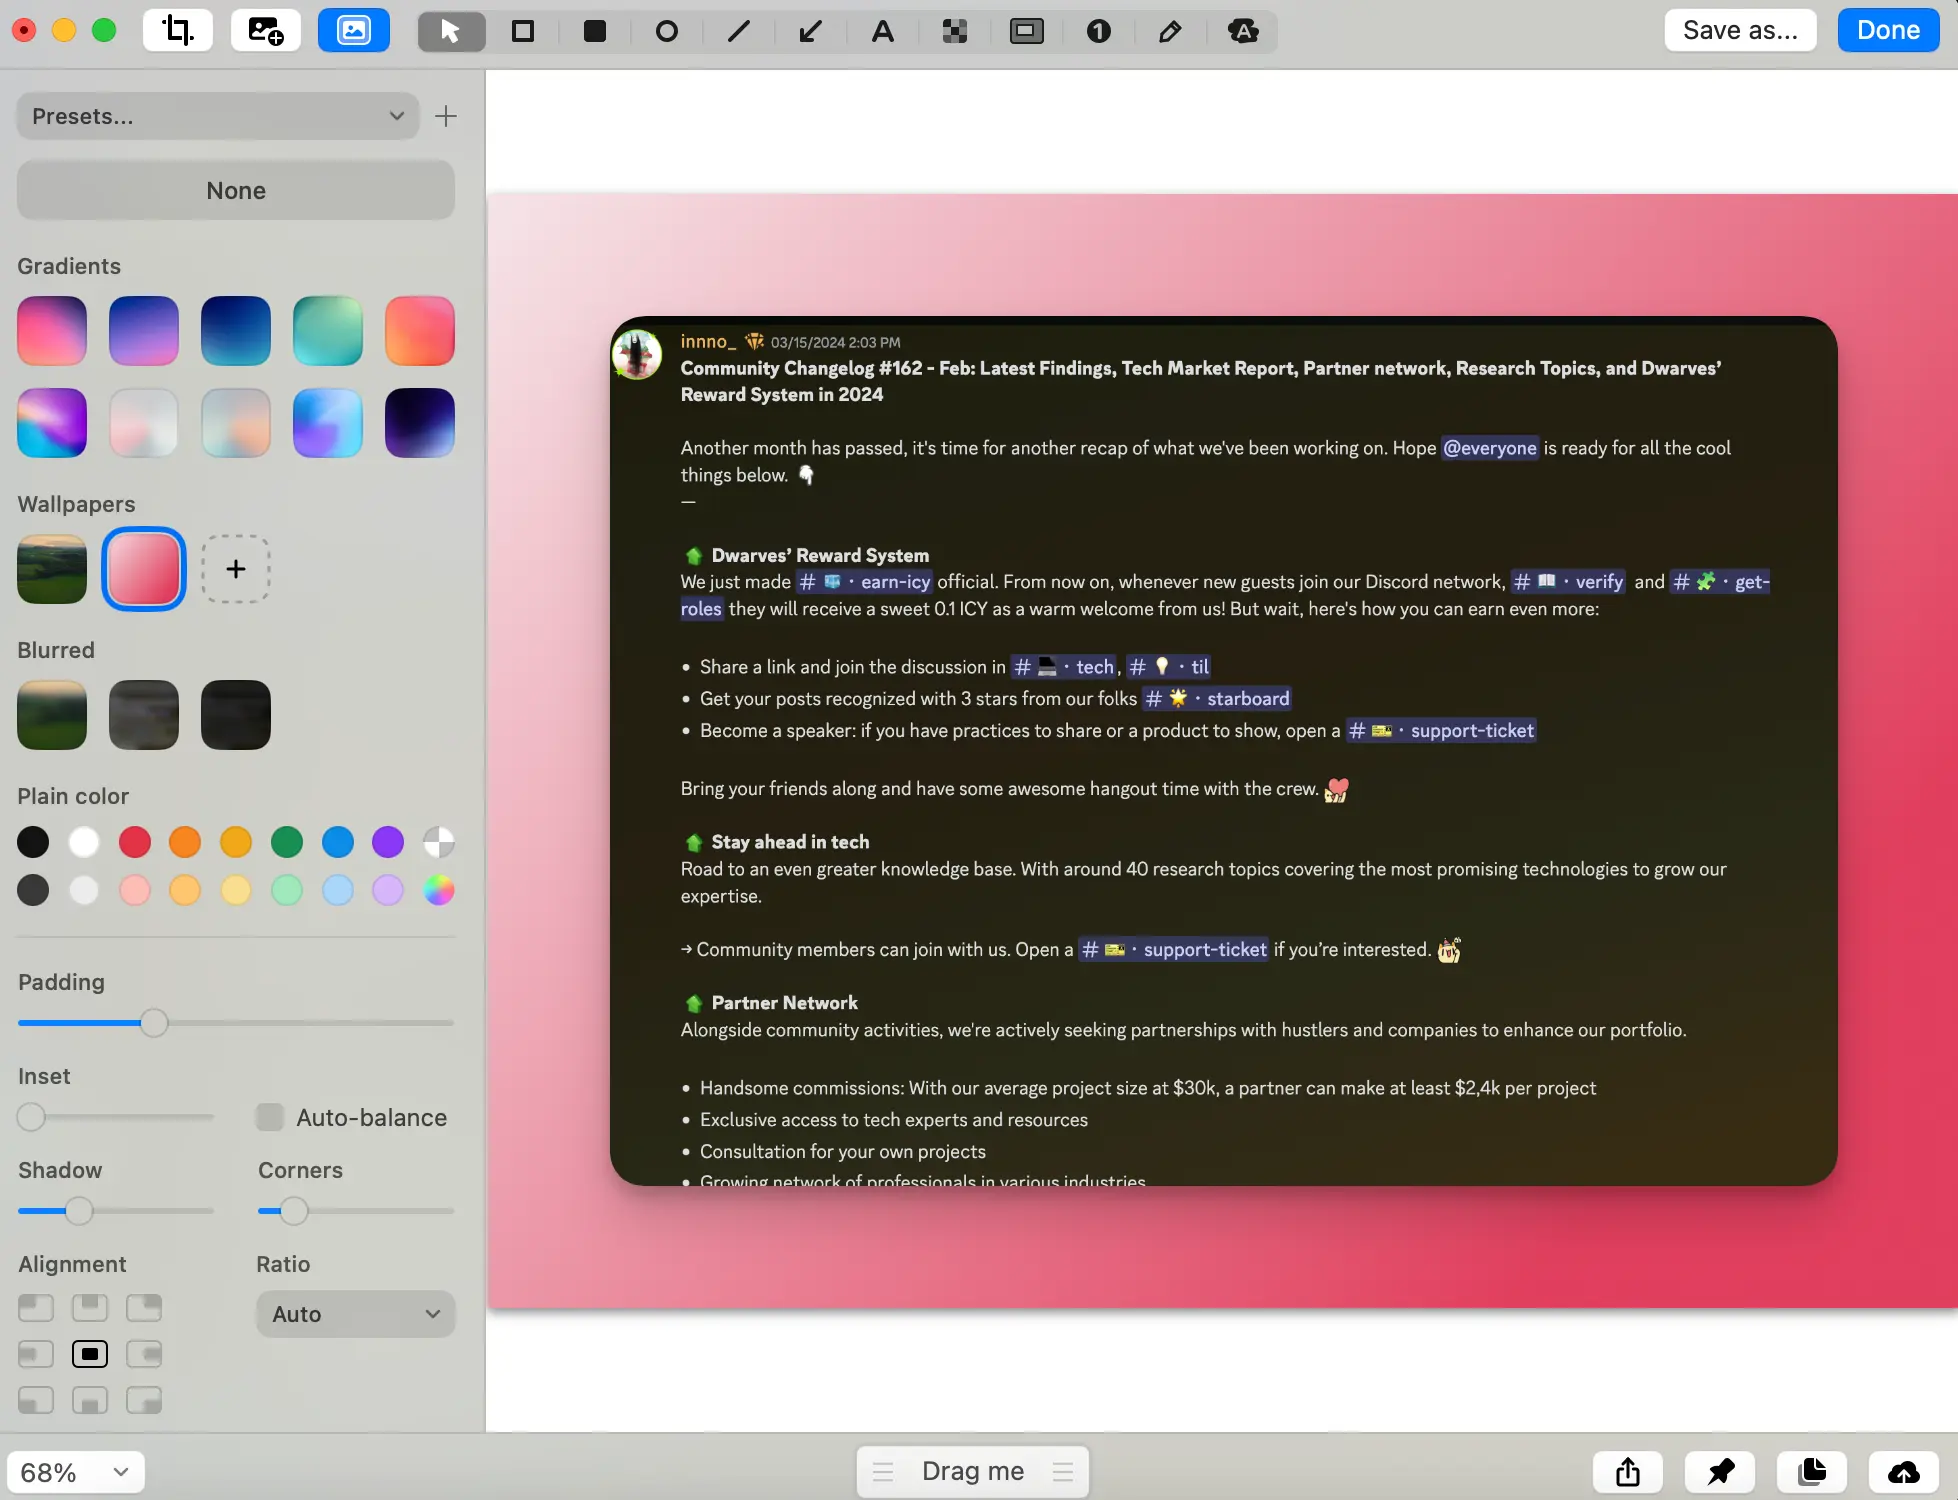 Save as...
Done
Presets...
None
Gradients
Wallpapers
Blurred
Plain color
Padding
Inset
Auto-balance
Shadow
Corners
Alignment
Ratio
Auto
68%
innno_ 03/15/2024 2:03 PM
Community Changelog #162 - Feb: Latest Findings, Tech Market Report, Partner network, Research Topics, and Dwarves’
Reward System in 2024
Another month has passed, it's time for another recap of what we've been working on. Hope @everyone is ready for all the cool
things below. 👇
—
Dwarves’ Reward System
We just made # 🧊 · earn-icy official. From now on, whenever new guests join our Discord network, # 📖 · verify and # 🧩 · get-
roles they will receive a sweet 0.1 ICY as a warm welcome from us! But wait, here's how you can earn even more:
• Share a link and join the discussion in # 💻 · tech, # 💡 · til
• Get your posts recognized with 3 stars from our folks # 🌟 · starboard
• Become a speaker: if you have practices to share or a product to show, open a # 🎫 · support-ticket
Bring your friends along and have some awesome hangout time with the crew.
Stay ahead in tech
Road to an even greater knowledge base. With around 40 research topics covering the most promising technologies to grow our
expertise.
→ Community members can join with us. Open a # 🎫 · support-ticket if you’re interested.
Partner Network
Alongside community activities, we're actively seeking partnerships with hustlers and companies to enhance our portfolio.
• Handsome commissions: With our average project size at $30k, a partner can make at least $2,4k per project
• Exclusive access to tech experts and resources
• Consultation for your own projects
• Growing network of professionals in various industries
Drag me